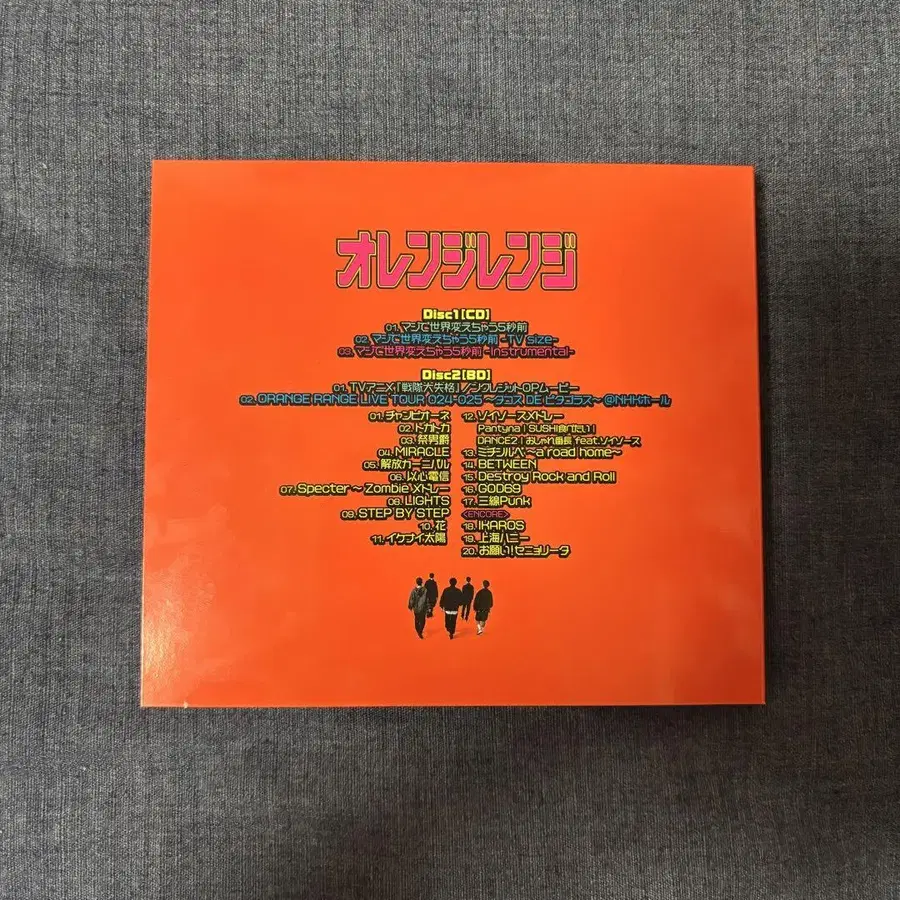 オレンジレンジ
Disc1[CD]
01. マジで世界変えちゃう5秒前
02. マジで世界変えちゃう5秒前 -TV size-
03. マジで世界変えちゃう5秒前 -Instrumental-
Disc2[BD]
01. TVアニメ「戦隊大失格」ノンクレジットOPムービー
02. ORANGE RANGE LIVE TOUR 024-025 ～タコス DE ピタゴラス～ @NHKホール
01. チャンピオーネ
02. トカトカ
03. 祭男爵
04. MIRACLE
05. 解放カーニバル
06. 以心電信
07. Specter ～ Zombie メドレー
08. LIGHTS
09. STEP BY STEP
10. 花
11. イケナイ太陽
12. ソイソースメドレー
Pantyna！SUSHI食べたい！
DANCE2！おしゃれ番長 feat.ソイソース
13. ミチシルベ ～a road home～
14. BETWEEN
15. Destroy Rock and Roll
16. GOD69
17. 三線Punk
<ENCORE>
18. IKAROS
19. 上海ハニー
20. お願い!セニョリータ